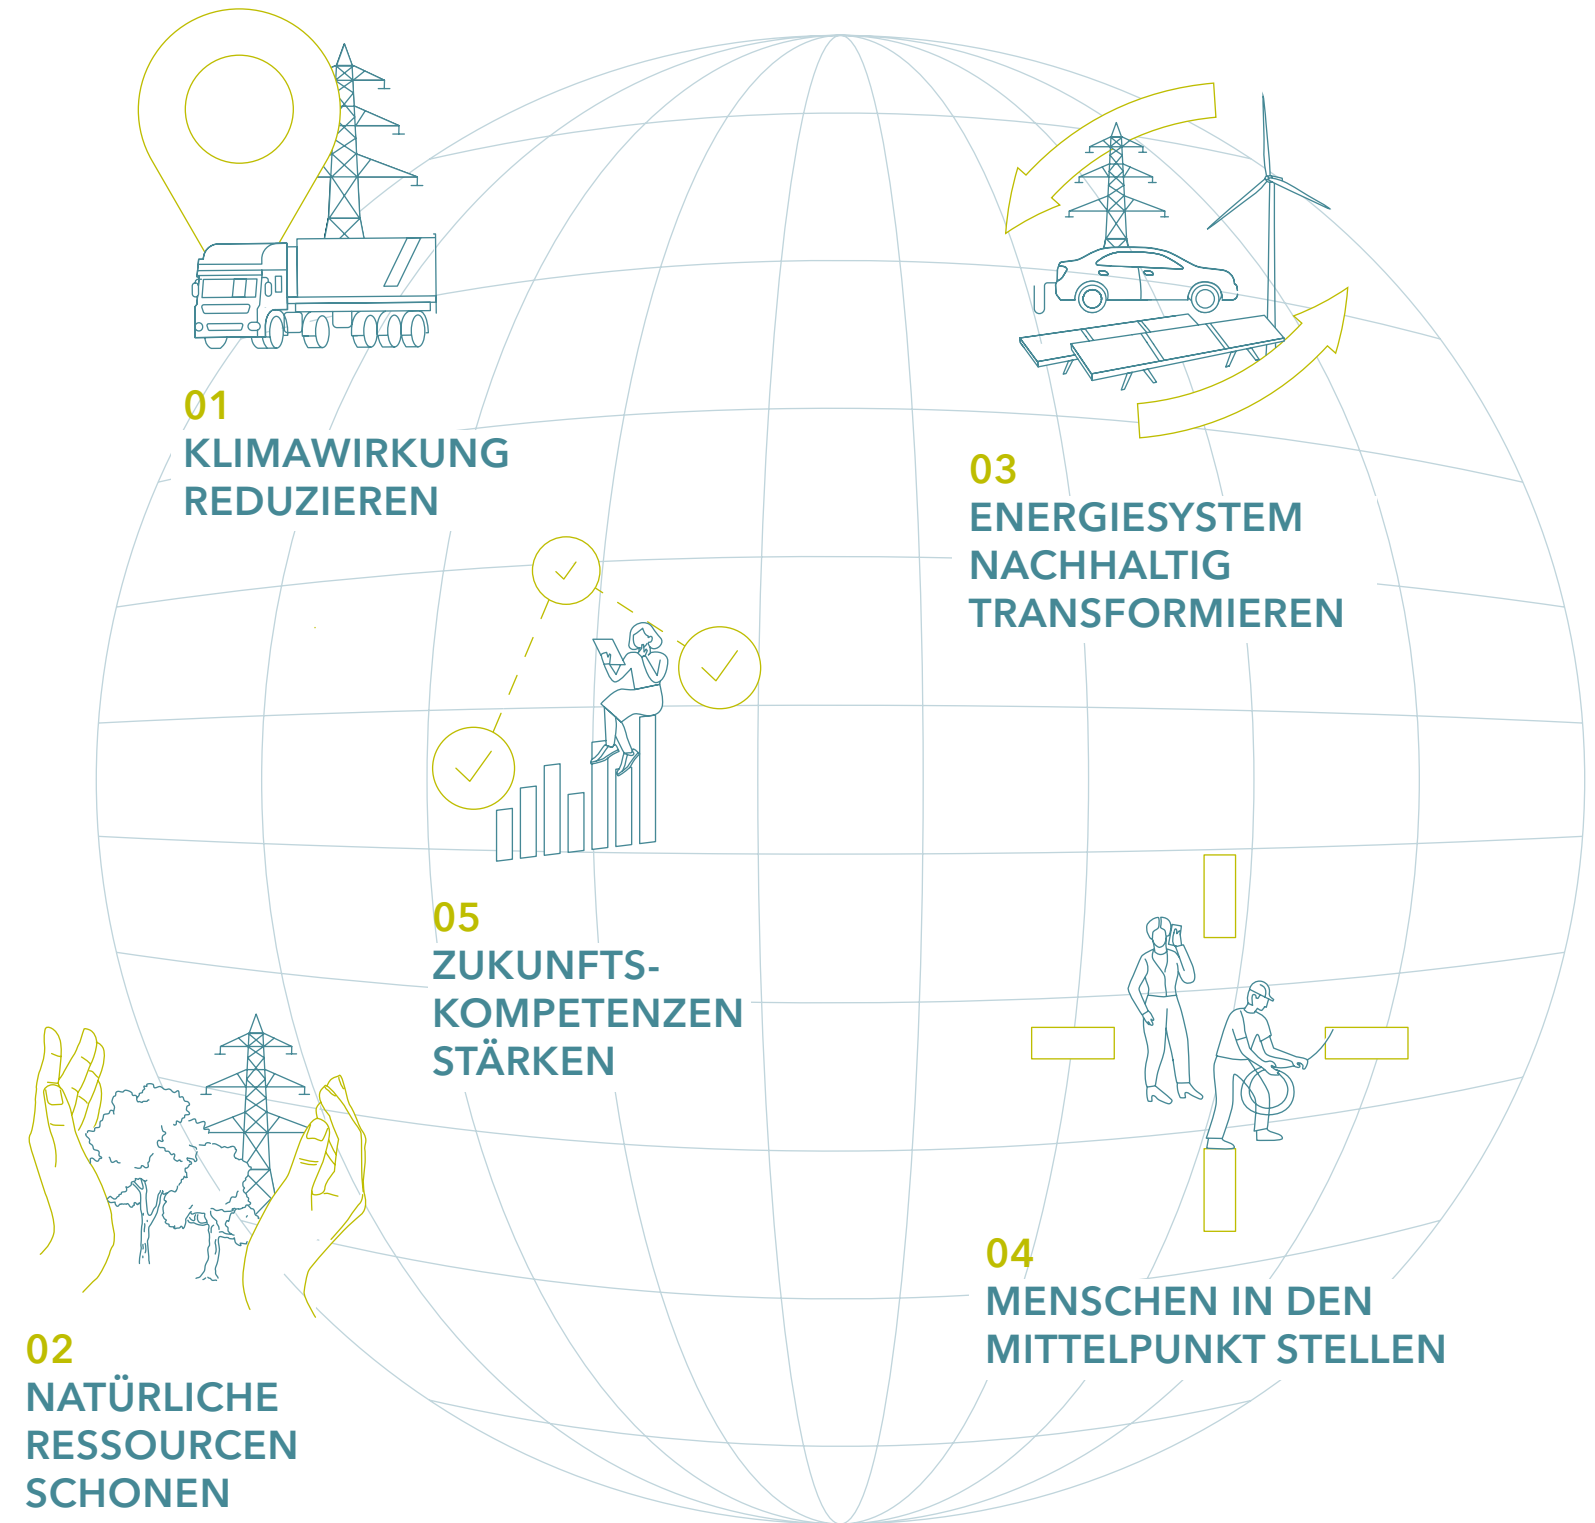 01
KLIMAWIRKUNG
REDUZIEREN
03
ENERGIESYSTEM
NACHHALTIG
TRANSFORMIEREN
05
ZUKUNFTS-
KOMPETENZEN
STÄRKEN
04
MENSCHEN IN DEN
MITTELPUNKT STELLEN
02
NATÜRLICHE
RESSOURCEN
SCHONEN